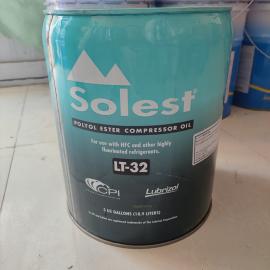 Solest®
POLYOL ESTER COMPRESSOR OIL
For use with HFC and other highly
fluorinated refrigerants.
LT-32
CPI
Lubrizol
5 US GALLONS (18.9 LITERS)